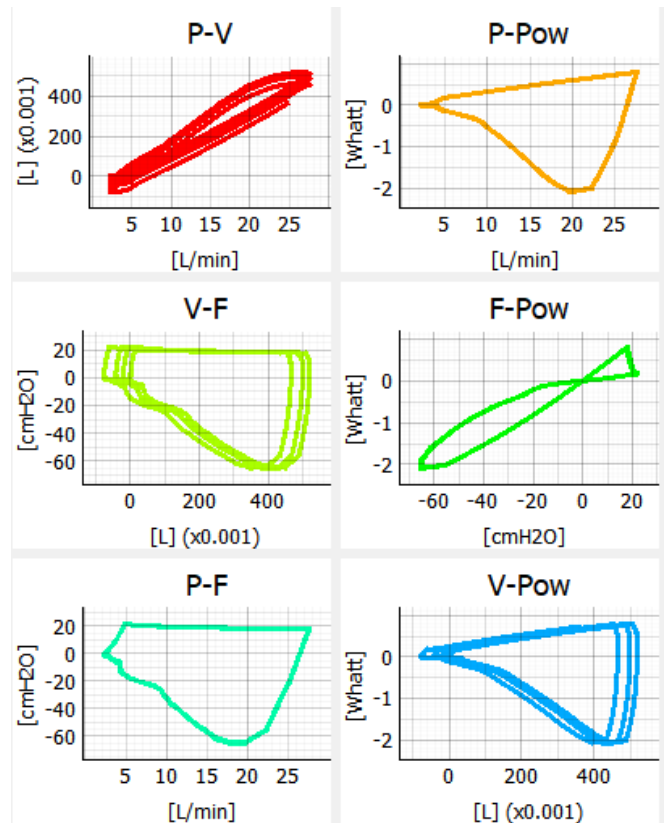 P-V
[L] (x0.001)
400
200
0
5 10 15 20 25
[L/min]
P-Pow
[Whatt]
0
-1
-2
5 10 15 20 25
[L/min]
V-F
[cmH2O]
20
0
-20
-40
-60
0 200 400
[L] (x0.001)
F-Pow
[Whatt]
0
-1
-2
-60 -40 -20 0 20
[cmH2O]
P-F
[cmH2O]
20
0
-20
-40
-60
5 10 15 20 25
[L/min]
V-Pow
[Whatt]
0
-1
-2
0 200 400
[L] (x0.001)